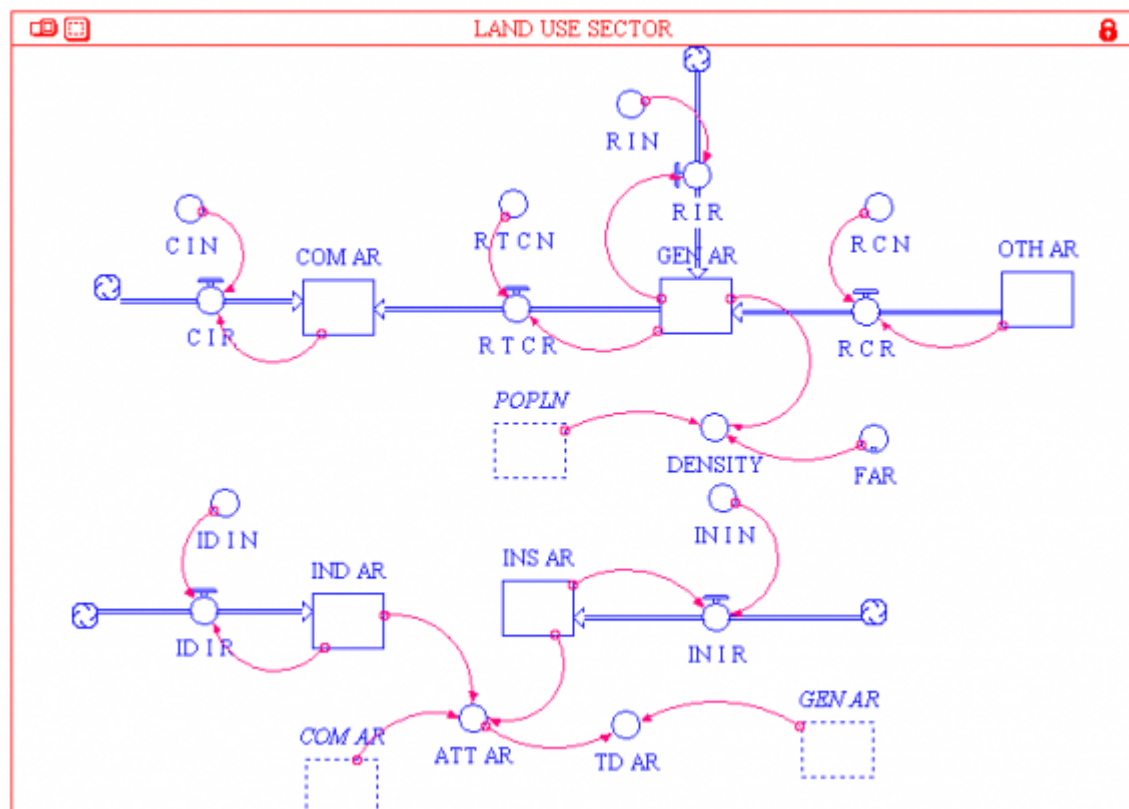 LAND USE SECTOR
R I N
C I N
R T C N
R I R
R C N
COM AR
GEN AR
OTH AR
C I R
R T C R
R C R
POPLN
DENSITY
FAR
ID I N
IN I N
IND AR
INS AR
ID I R
IN I R
COM AR
GEN AR
ATT AR
TD AR